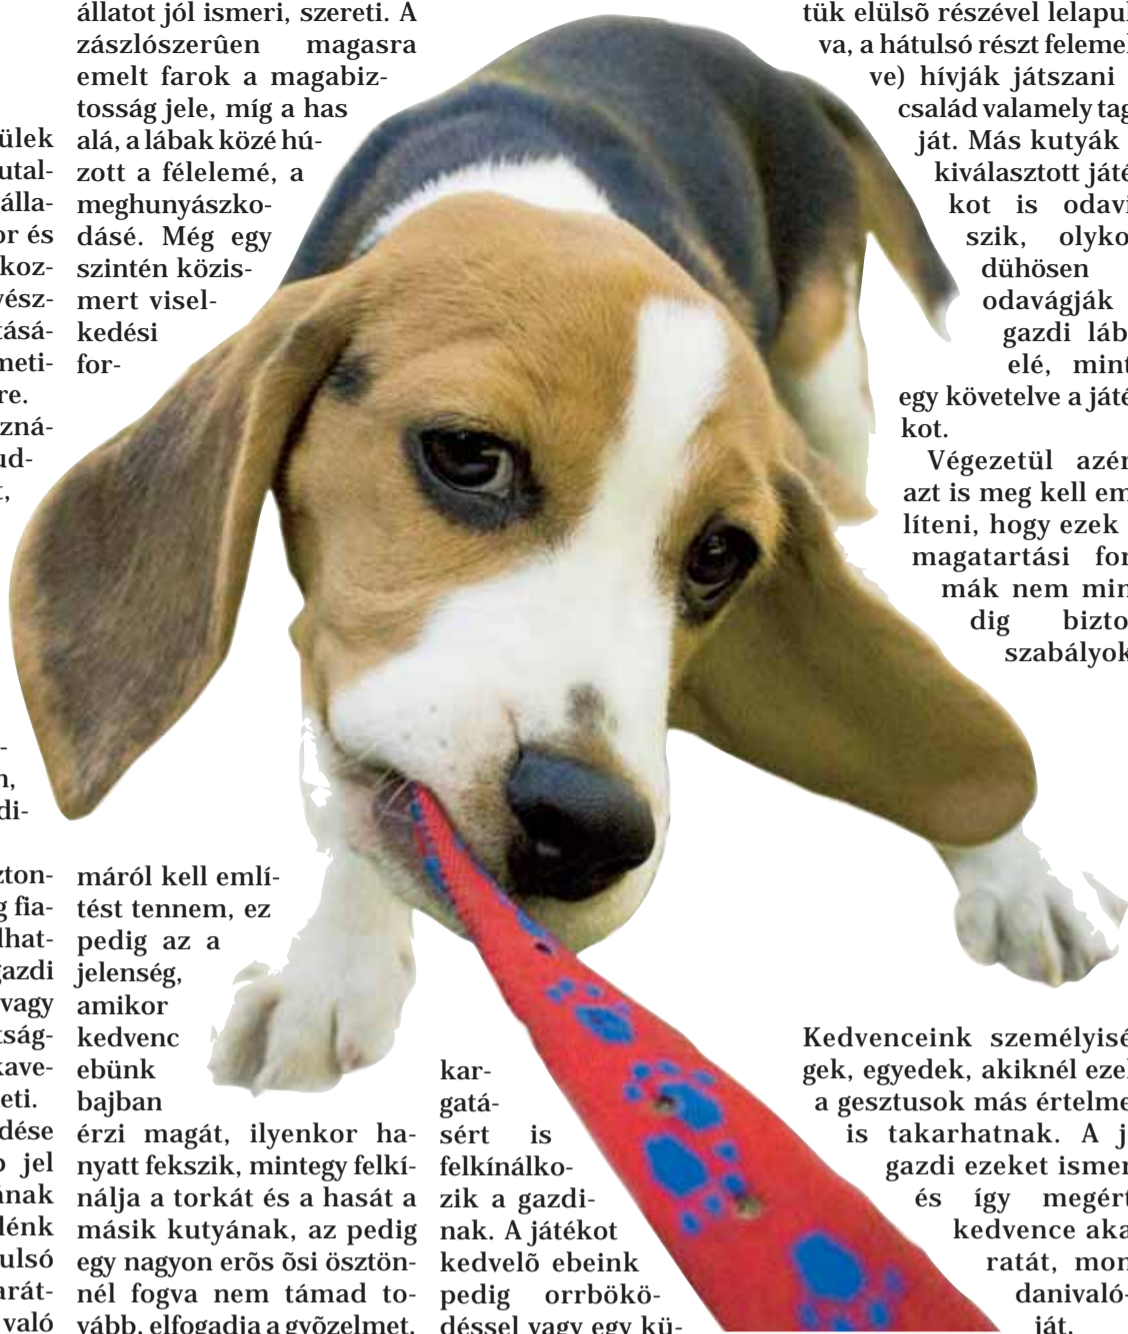 ülek
utal-
álla-
or és
koz-
vész-
tásá-
meti-
re.
zná-
ud-
t,
-
n,
di-
zton-
g fia-
lhat-
gazdi
vagy
tság-
kave-
eti.
dése
jel
ának
lénk
ulsó
arát-
való
állatot jól ismeri, szereti. A
zászlószerûen magasra
emelt farok a magabiz-
tosság jele, míg a has
alá, a lábak közé hú-
zott a félelemé, a
meghunyászko-
dásé. Még egy
szintén közis-
mert visel-
kedési
for-
máról kell emlí-
tést tennem, ez
pedig az a
jelenség,
amikor
kedvenc
ebünk
bajban
érzi magát, ilyenkor ha-
nyatt fekszik, mintegy felkí-
nálja a torkát és a hasát a
másik kutyának, az pedig
egy nagyon erõs õsi ösztön-
nél fogva nem támad to-
vább, elfogadja a gyõzelmet.
kar-
gatá-
sért is
felkínálko-
zik a gazdi-
nak. A játékot
kedvelõ ebeink
pedig orrbökö-
déssel vagy egy kü-
tük elülsõ részével lelapul
va, a hátulsó részt felemel
ve) hívják játszani
család valamely tag
ját. Más kutyák
kiválasztott játé
kot is odavi
szik, olyko
dühösen
odavágják
gazdi láb
elé, mint
egy követelve a játé
kot.
Végezetül azér
azt is meg kell em
líteni, hogy ezek
magatartási for
mák nem min
dig bizto
szabályok
Kedvenceink személyisé
gek, egyedek, akiknél ezek
a gesztusok más értelme
is takarhatnak. A j
gazdi ezeket ismer
és így megért
kedvence aka
ratát, mon
danivaló-
ját.